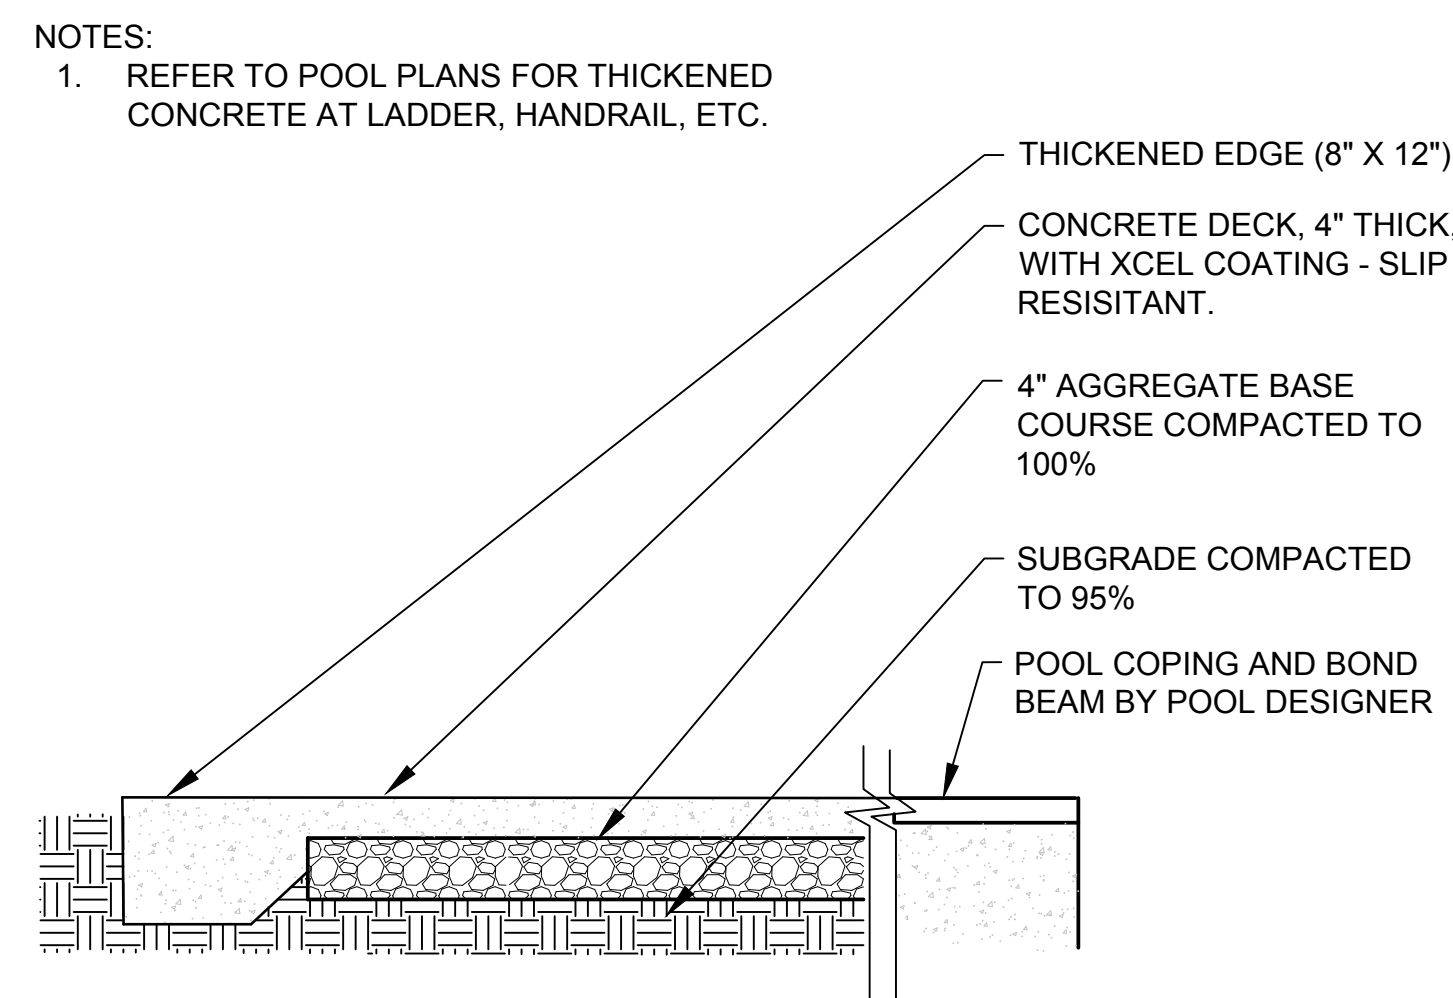 NOTES:
1. REFER TO POOL PLANS FOR THICKENED
CONCRETE AT LADDER, HANDRAIL, ETC.
THICKENED EDGE (8" X 12")
CONCRETE DECK, 4" THICK,
WITH XCEL COATING - SLIP
RESISITANT.
4" AGGREGATE BASE
COURSE COMPACTED TO
100%
SUBGRADE COMPACTED
TO 95%
POOL COPING AND BOND
BEAM BY POOL DESIGNER